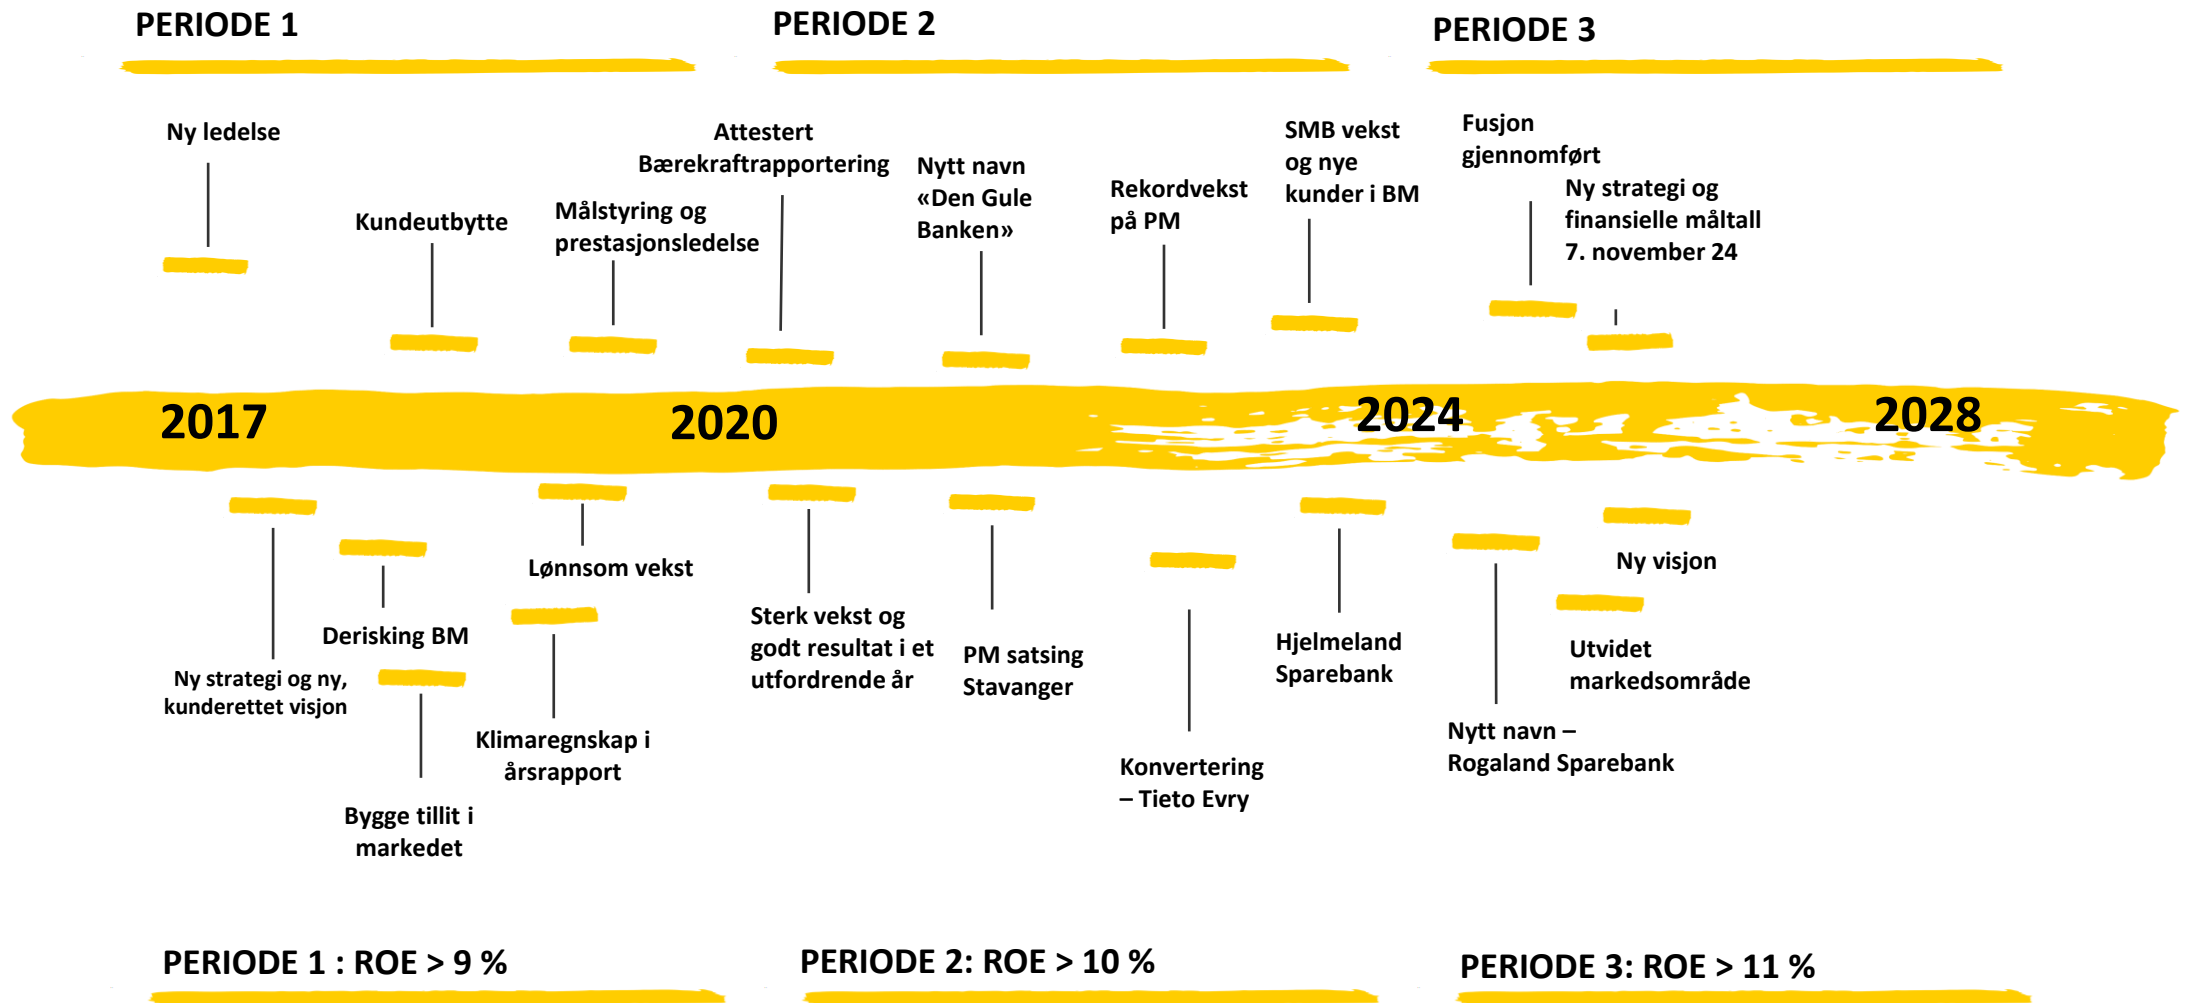 PERIODE 1
PERIODE 2
PERIODE 3
Ny ledelse
Kundeutbytte
Målstyring og
prestasjonsledelse
Attestert
Bærekraftrapportering
Nytt navn
«Den Gule
Banken»
Rekordvekst
på PM
SMB vekst
og nye
kunder i BM
Fusjon
gjennomført
Ny strategi og
finansielle måltall
7. november 24
2017
2020
2024
2028
Ny strategi og ny,
kunderettet visjon
Derisking BM
Bygge tillit i
markedet
Lønnsom vekst
Klimaregnskap i
årsrapport
Sterk vekst og
godt resultat i et
utfordrende år
PM satsing
Stavanger
Konvertering
– Tieto Evry
Hjelmeland
Sparebank
Nytt navn –
Rogaland Sparebank
Ny visjon
Utvidet
markedsområde
PERIODE 1 : ROE > 9 %
PERIODE 2: ROE > 10 %
PERIODE 3: ROE > 11 %